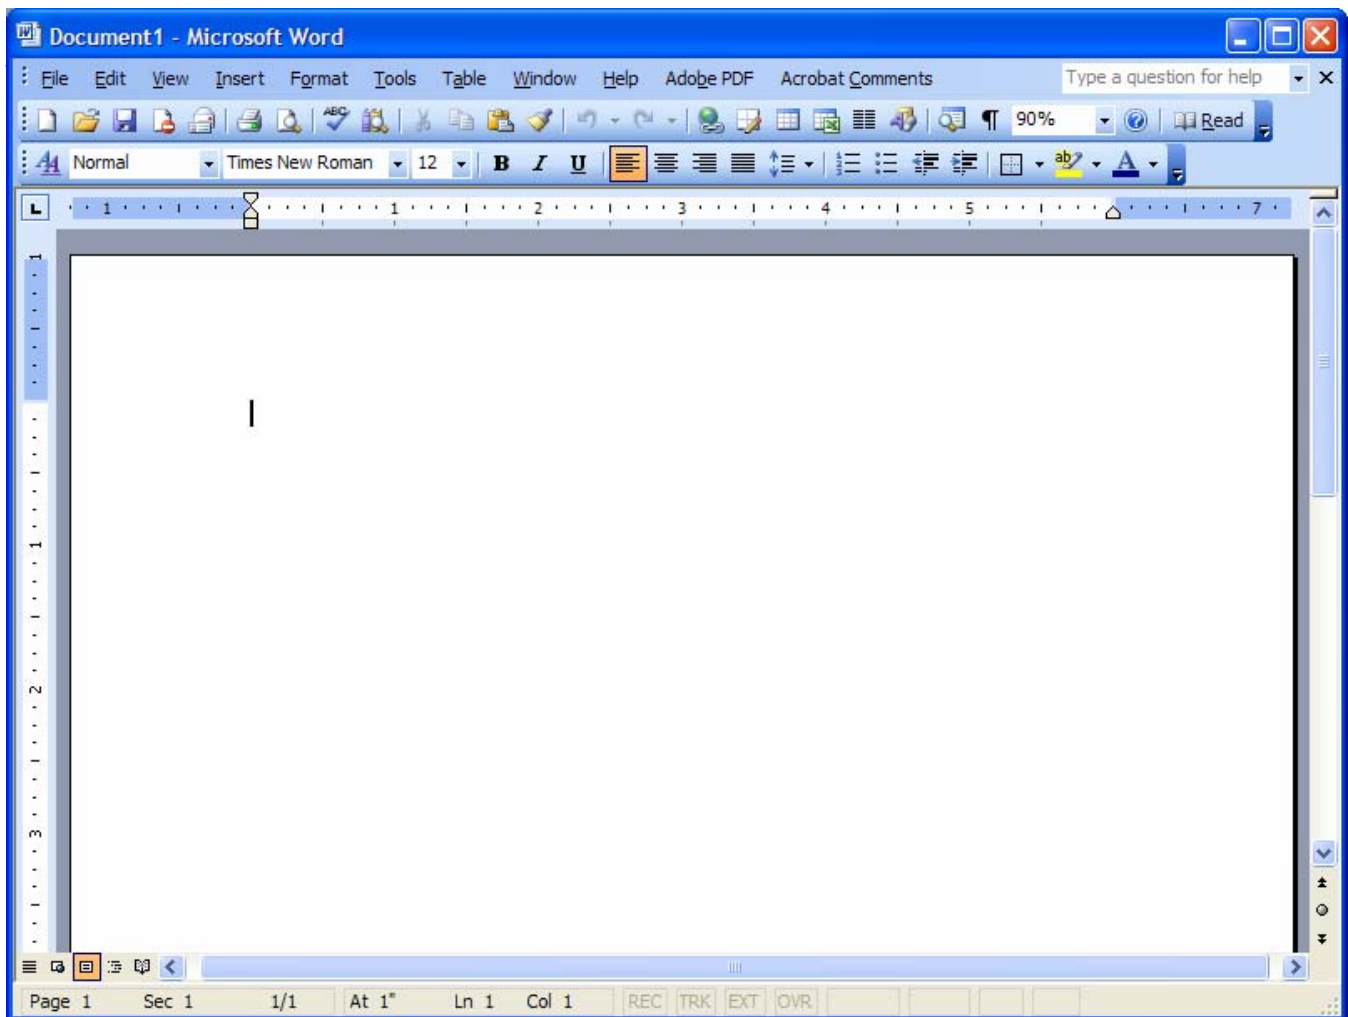 Document1 - Microsoft Word
File Edit View Insert Format Tools Table Window Help Adobe PDF Acrobat Comments Type a question for help
ABC 90% Read
Normal Times New Roman 12 B I U ab A
L 1 1 2 3 4 5 7
1
1
2
3
Page 1 Sec 1 1/1 At 1" Ln 1 Col 1 REC TRK EXT OVR